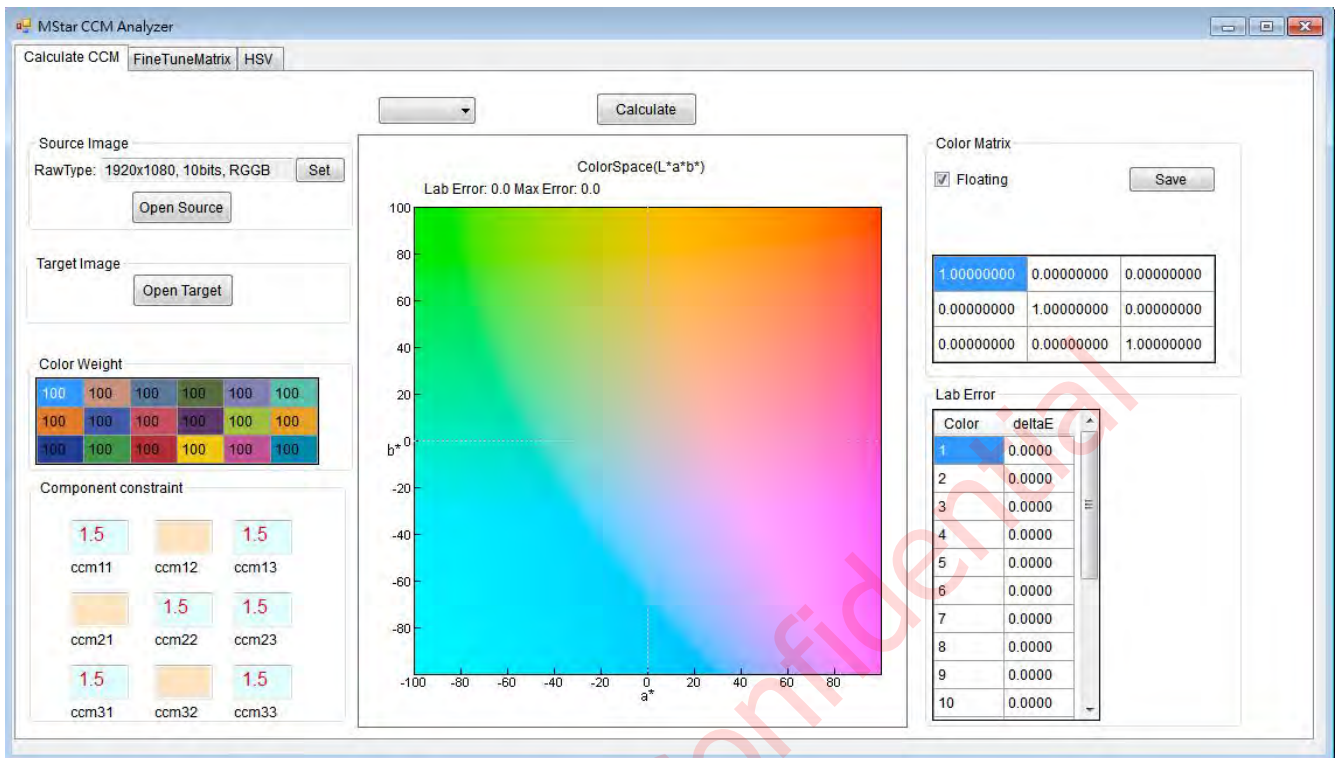 MStar CCM Analyzer
Calculate CCM FineTuneMatrix HSV
Calculate
Source Image
RawType: 1920x1080, 10bits, RGGB Set
Open Source
Target Image
Open Target
Color Weight
100 100 100 100 100 100
100 100 100 100 100 100
100 100 100 100 100 100
Component constraint
1.5 1.5
ccm11 ccm12 ccm13
1.5 1.5
ccm21 ccm22 ccm23
1.5 1.5
ccm31 ccm32 ccm33
ColorSpace(L*a*b*)
Lab Error: 0.0 Max Error: 0.0
100
80
60
40
20
b* 0
-20
-40
-60
-80
-100 -80 -60 -40 -20 0 20 40 60 80
a*
Color Matrix
Floating Save
1.00000000 0.00000000 0.00000000
0.00000000 1.00000000 0.00000000
0.00000000 0.00000000 1.00000000
Lab Error
Color deltaE
1 0.0000
2 0.0000
3 0.0000
4 0.0000
5 0.0000
6 0.0000
7 0.0000
8 0.0000
9 0.0000
10 0.0000
onfidential